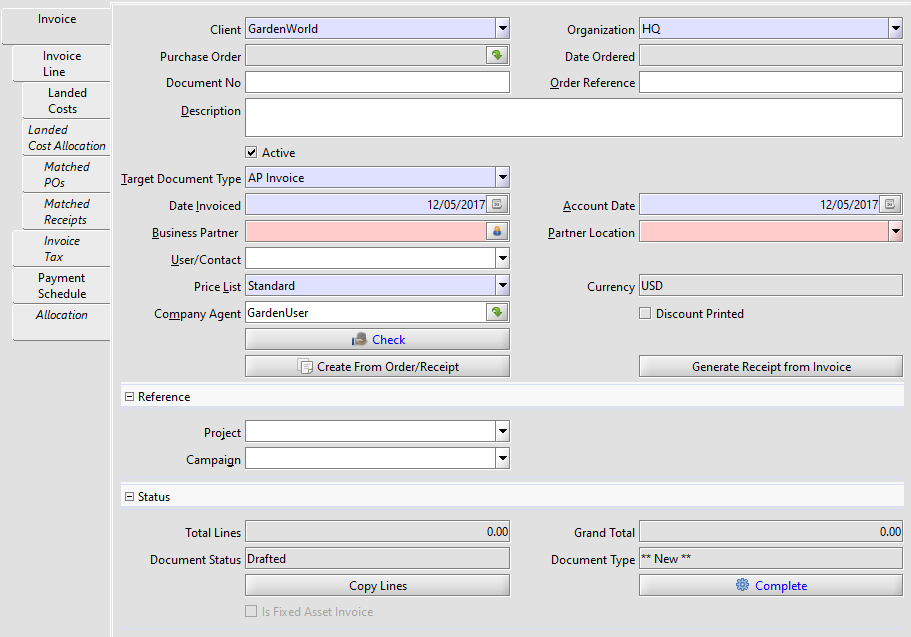 Invoice
Invoice
Line
Landed
Costs
Landed
Cost Allocation
Matched
POs
Matched
Receipts
Invoice
Tax
Payment
Schedule
Allocation
Client GardenWorld Organization HQ
Purchase Order Date Ordered
Document No Order Reference
Description
Active
Target Document Type AP Invoice
Date Invoiced 12/05/2017 Account Date 12/05/2017
Business Partner Partner Location
User/Contact
Price List Standard Currency USD
Company Agent GardenUser Discount Printed
Check
Create From Order/Receipt Generate Receipt from Invoice
Reference
Project
Campaign
Status
Total Lines 0.00 Grand Total 0.00
Document Status Drafted Document Type ** New **
Copy Lines Complete
Is Fixed Asset Invoice